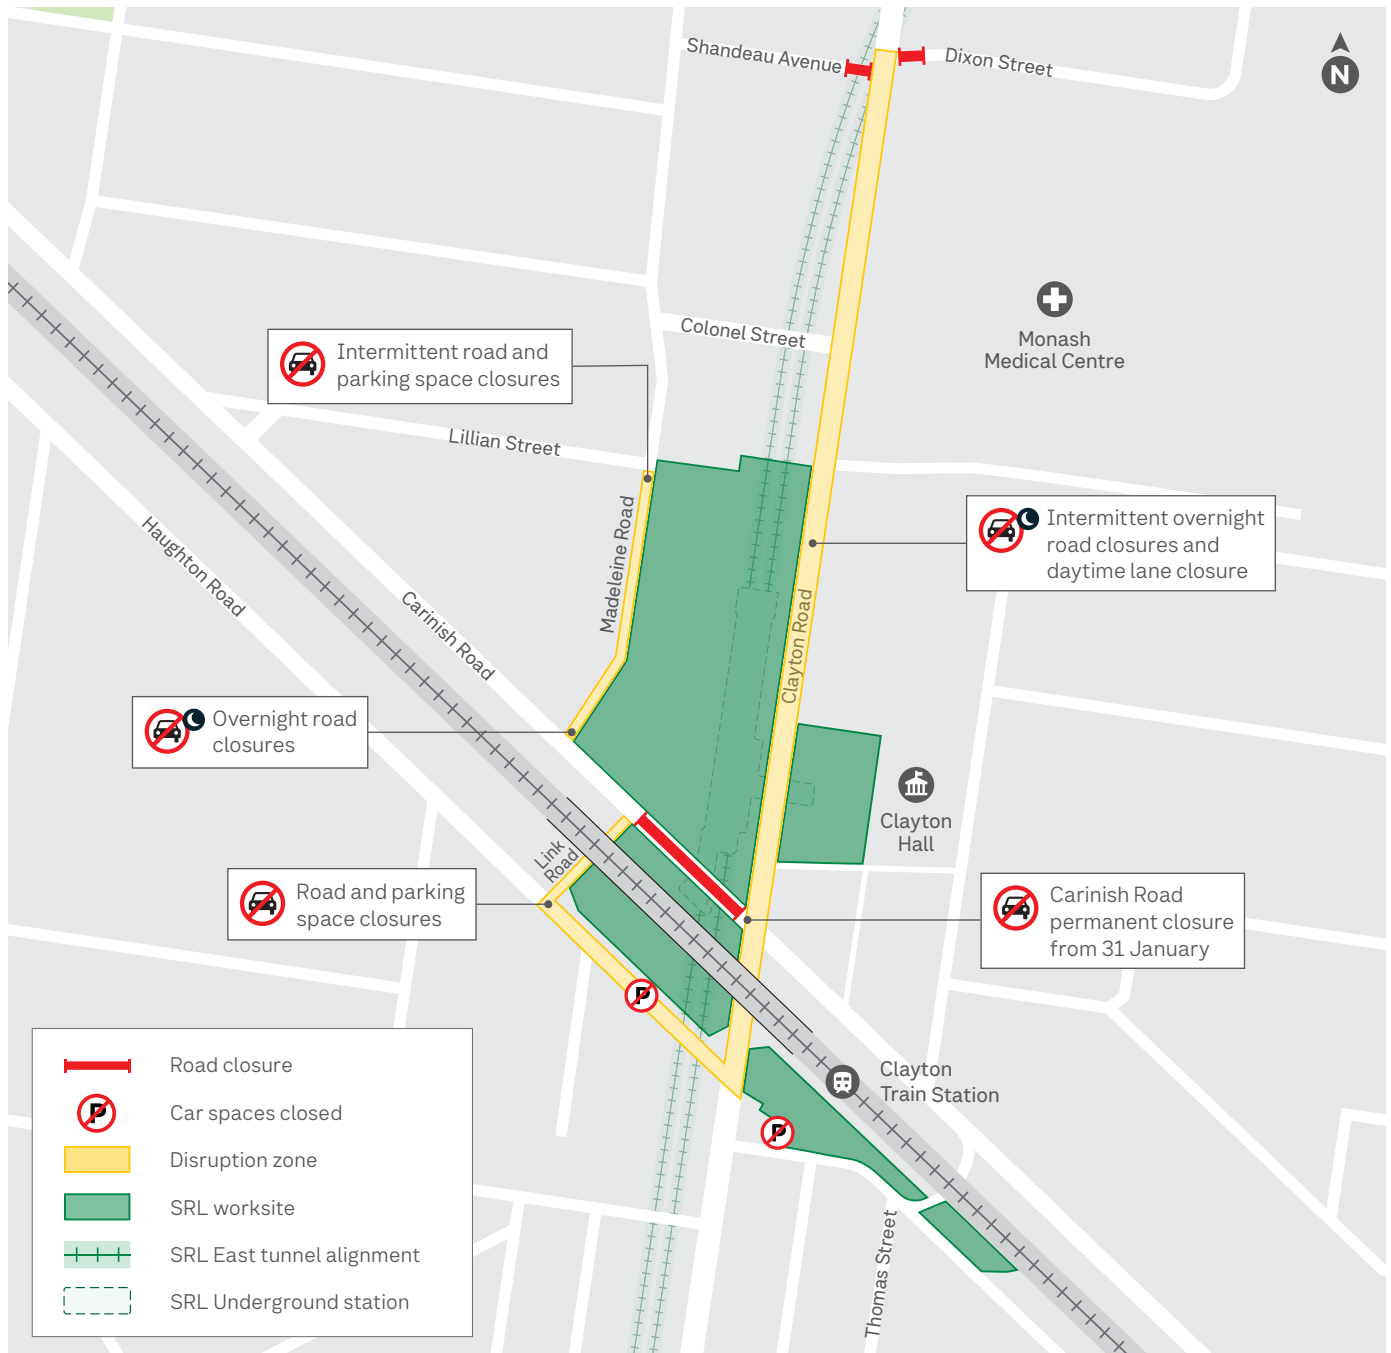 Shandeau Avenue
Dixon Street
N
Monash
Medical Centre
Colonel Street
Intermittent road and
parking space closures
Lillian Street
Madeleine Road
Intermittent overnight
road closures and
daytime lane closure
Haughton Road
Carinish Road
Clayton Road
Overnight road
closures
Clayton
Hall
Link
Road
Road and parking
space closures
Carinish Road
permanent closure
from 31 January
P
Clayton
Train Station
P
Thomas Street
Road closure
P
Car spaces closed
Disruption zone
SRL worksite
SRL East tunnel alignment
SRL Underground station